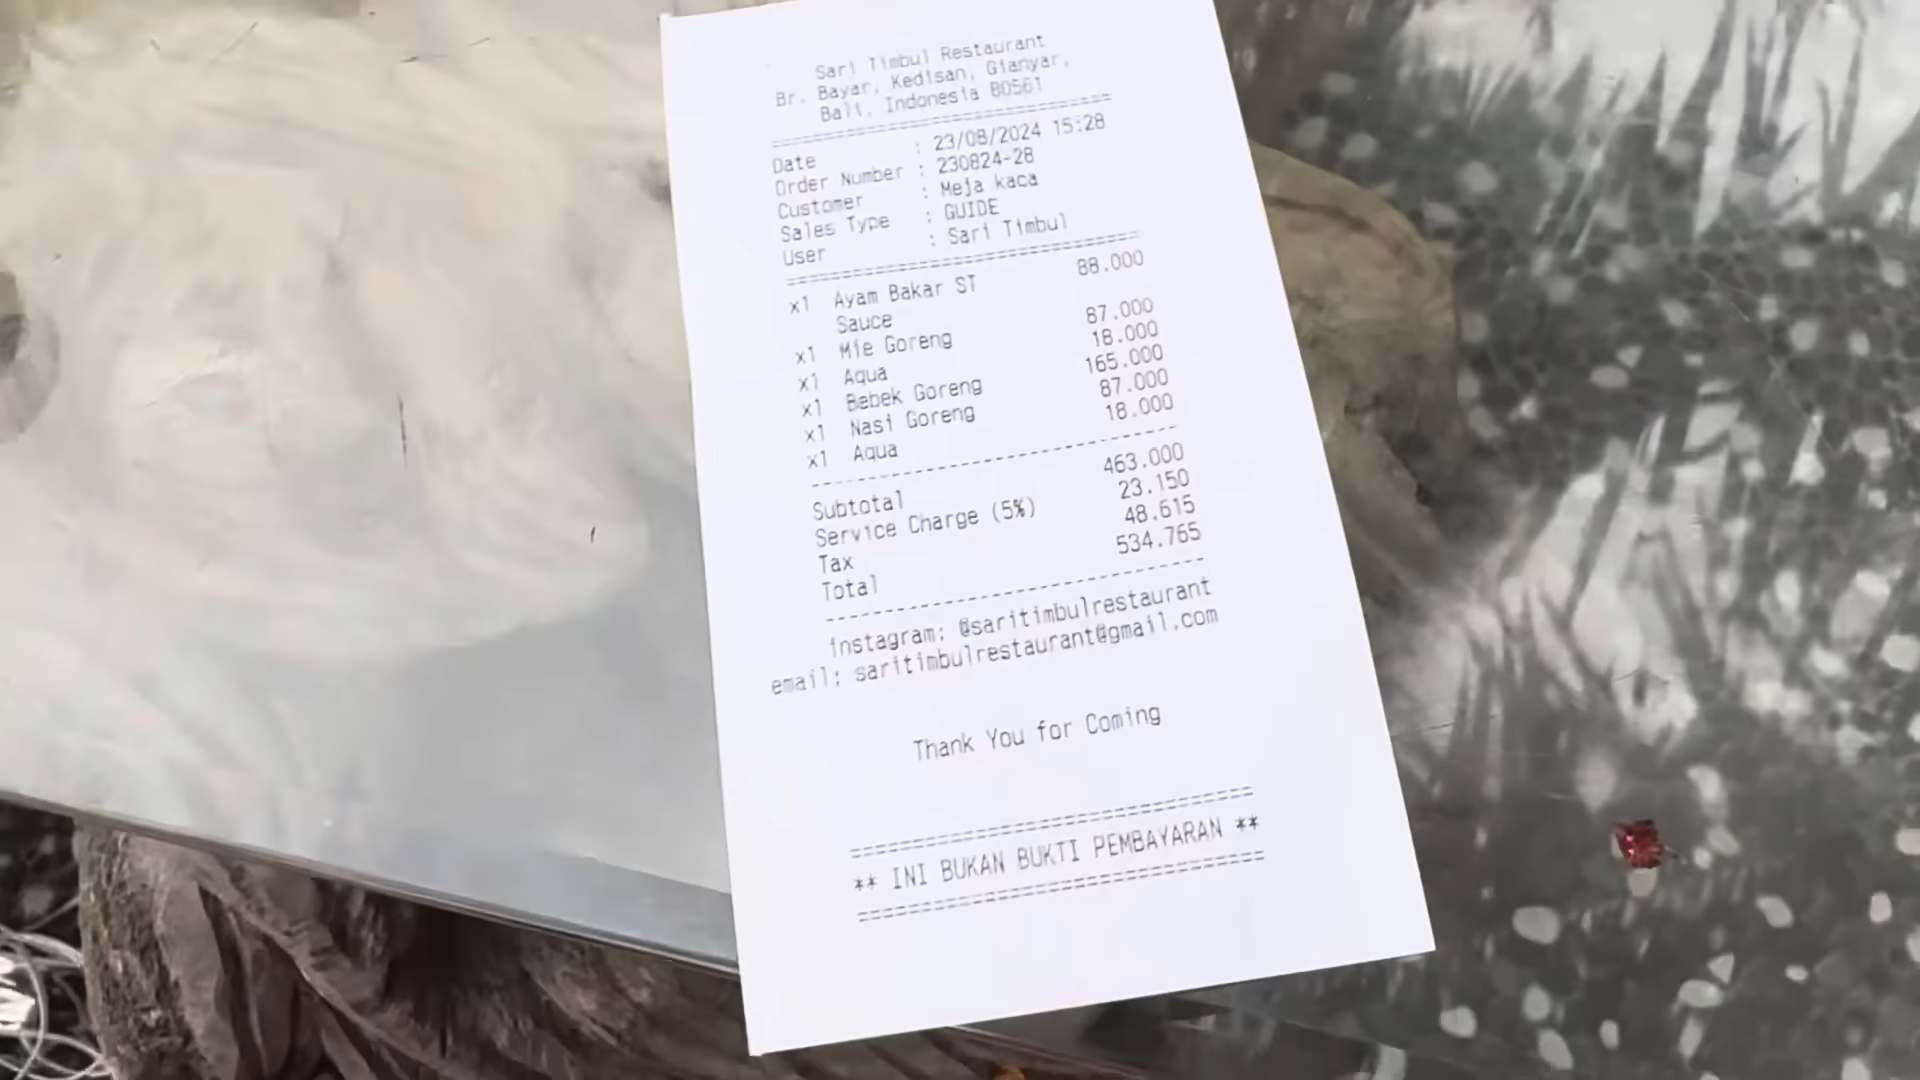 Sari Timbul Restaurant
Br. Bayar, Kedisan, Gianyar,
Bali, Indonesia 80561
Date : 23/08/2024 15:28
Order Number : 230824-28
Customer : Meja kaca
Sales Type : GUIDE
User : Sari Timbul
x1 Ayam Bakar ST 88.000
Sauce
x1 Mie Goreng 87.000
x1 Aqua 18.000
x1 Bebek Goreng 165.000
x1 Nasi Goreng 87.000
x1 Aqua 18.000
Subtotal 463.000
Service Charge (5%) 23.150
Tax 48.615
Total 534.765
instagram: @saritimbulrestaurant
email: saritimbulrestaurant@gmail.com
Thank You for Coming
** INI BUKAN BUKTI PEMBAYARAN **